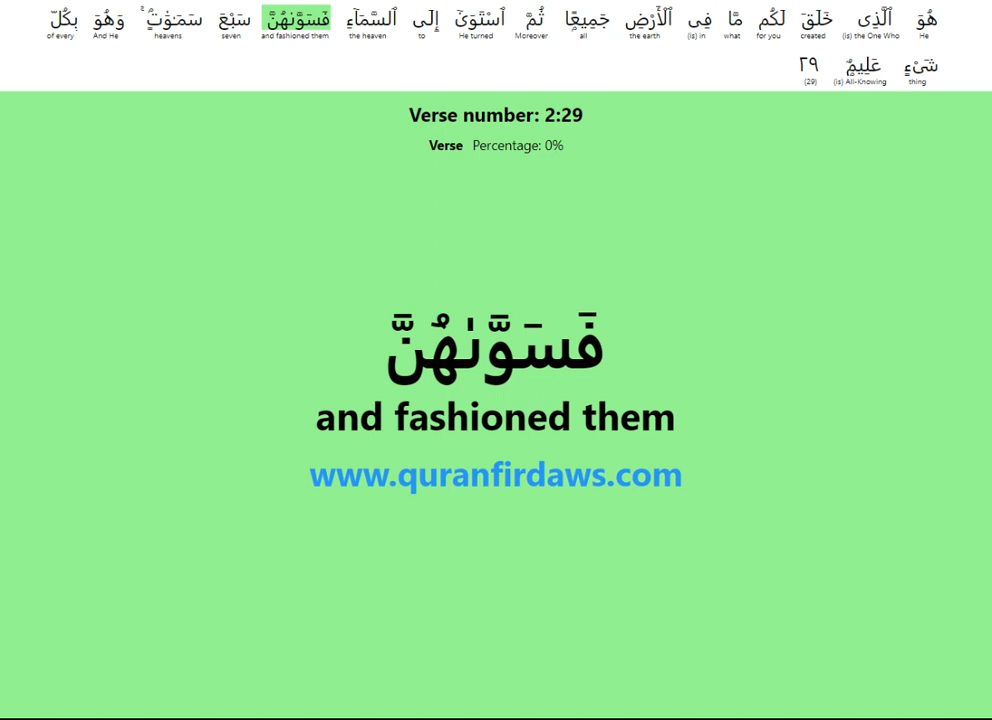 هُوَ ٱلَّذِى خَلَقَ لَكُم مَّا فِى ٱلْأَرْضِ جَمِيعًا ثُمَّ ٱسْتَوَىٰٓ إِلَى ٱلسَّمَآءِ فَسَوَّىٰهُنَّ سَبْعَ سَمَـٰوَٰتٍ ۚ وَهُوَ بِكُلِّ
He (is) the One Who created for you what (is) in the earth all Moreover He turned to the heaven and fashioned them seven heavens And He of every
شَىْءٍ عَلِيمٌ ٢٩
thing (is) All-Knowing (29)
Verse number: 2:29
Verse Percentage: 0%
فَسَوَّىٰهُنَّ
and fashioned them
www.quranfirdaws.com